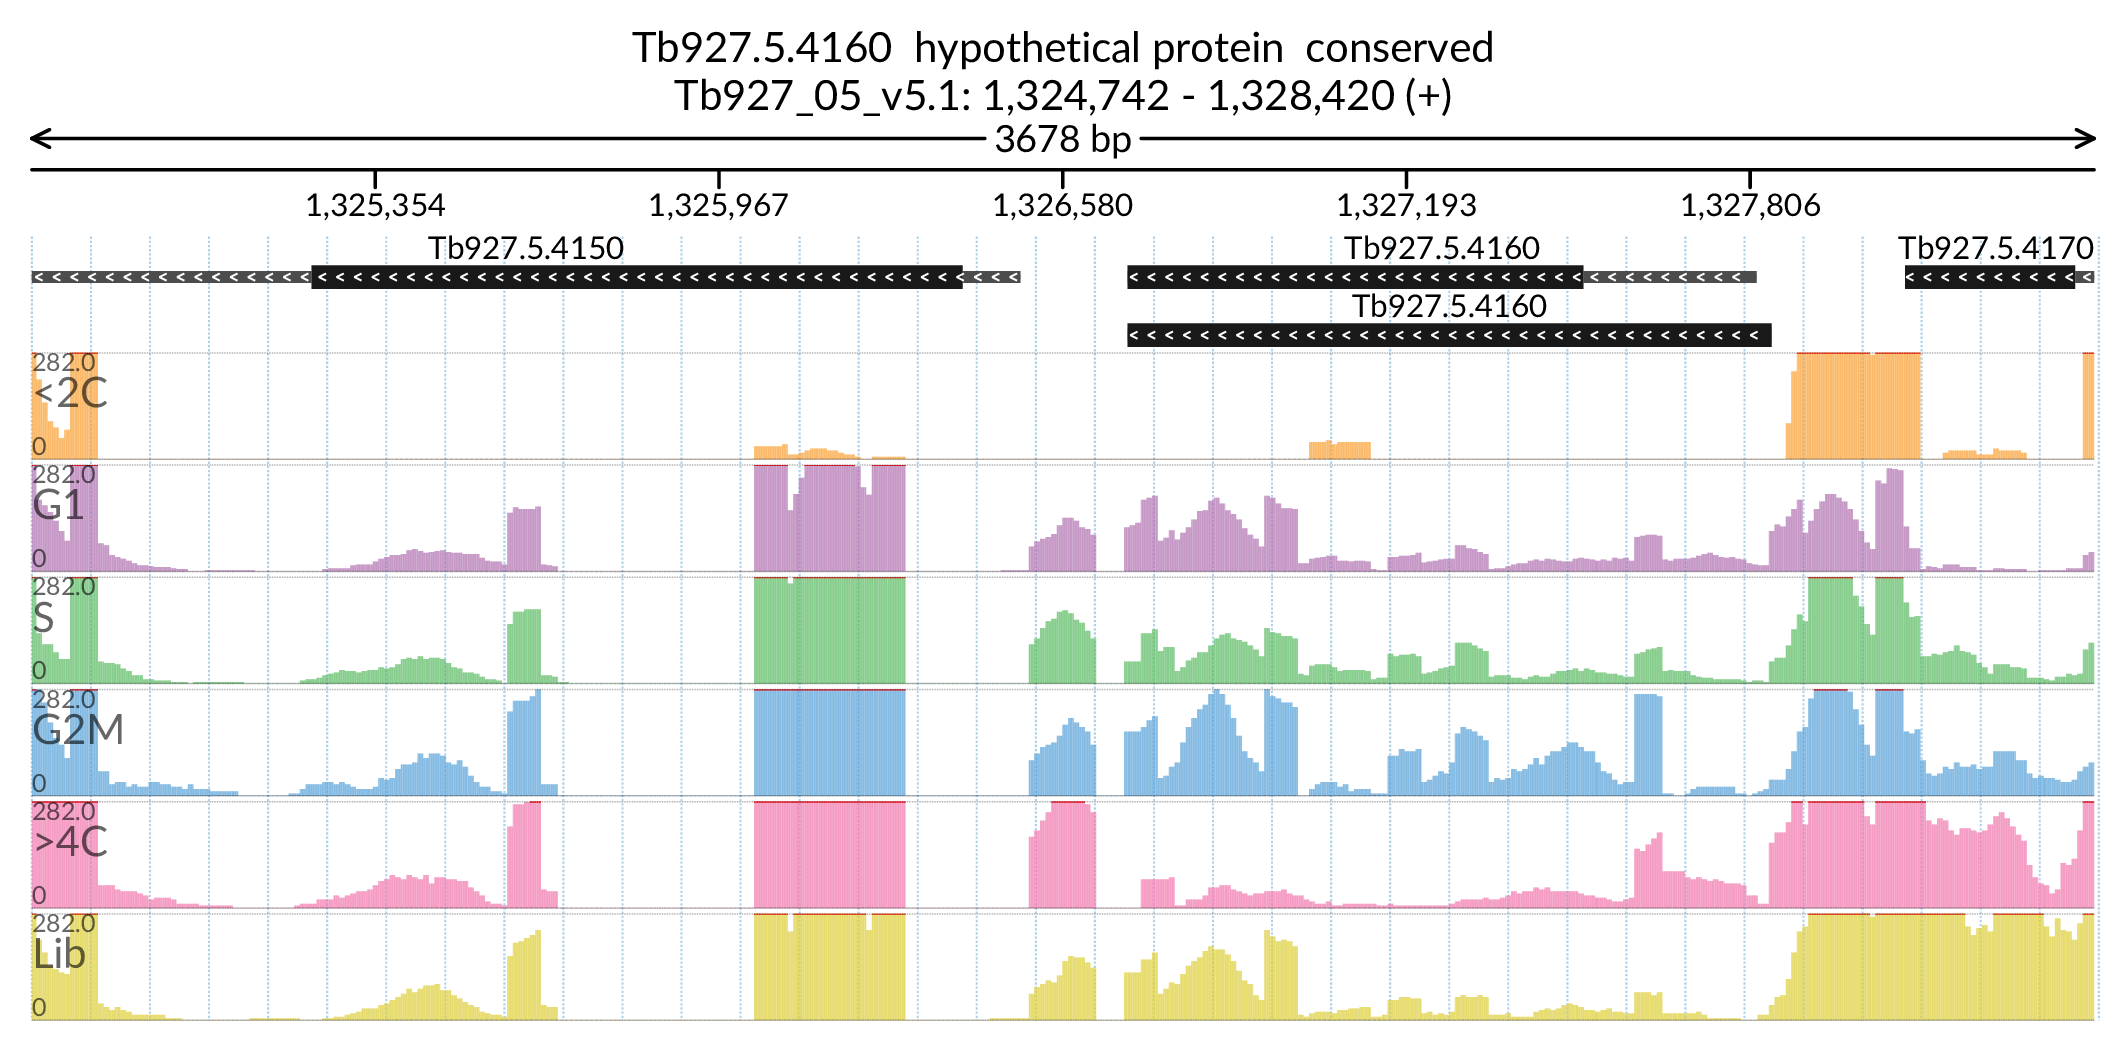 Tb927.5.4160 hypothetical protein conserved
Tb927_05_v5.1: 1,324,742 - 1,328,420 (+)
3678 bp
1,325,354 1,325,967 1,326,580 1,327,193 1,327,806
Tb927.5.4150 Tb927.5.4160 Tb927.5.4170
Tb927.5.4160
282.0
<2C
0
282.0
G1
0
282.0
S
0
282.0
G2M
0
282.0
>4C
0
282.0
Lib
0